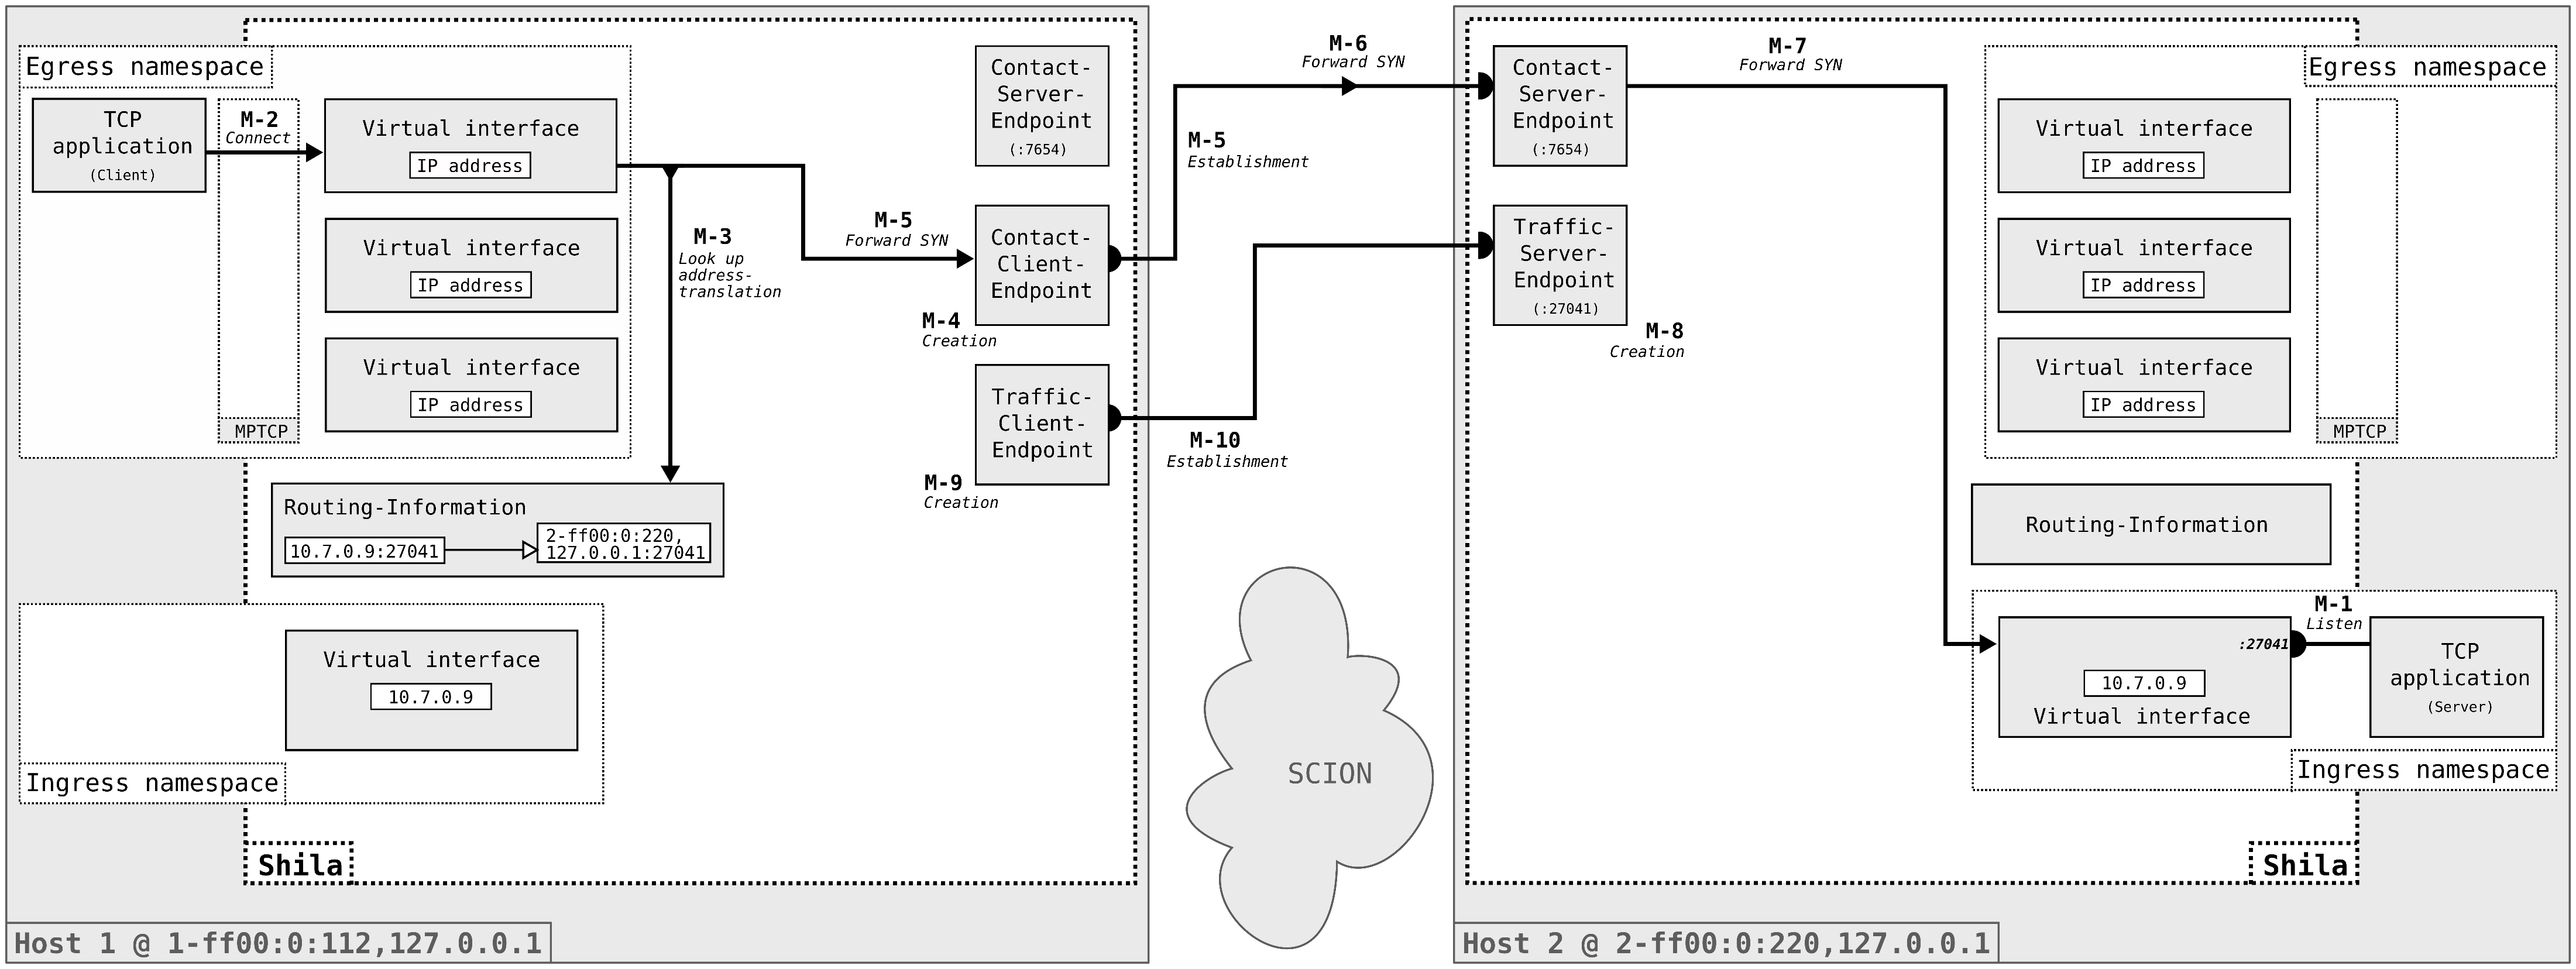 Egress namespace
TCP
application
(Client)
M-2
Connect
MPTCP
Virtual interface
IP address
Virtual interface
IP address
Virtual interface
IP address
M-3
Look up
address-
translation
M-5
Forward SYN
Contact-
Server-
Endpoint
(:7654)
Contact-
Client-
Endpoint
M-4
Creation
Traffic-
Client-
Endpoint
M-9
Creation
Routing-Information
10.7.0.9:27041
2-ff00:0:220,
127.0.0.1:27041
Virtual interface
10.7.0.9
Ingress namespace
Shila
Host 1 @ 1-ff00:0:112,127.0.0.1
M-6
Forward SYN
M-5
Establishment
M-10
Establishment
SCION
Contact-
Server-
Endpoint
(:7654)
M-7
Forward SYN
Traffic-
Server-
Endpoint
(:27041)
M-8
Creation
Egress namespace
Virtual interface
IP address
Virtual interface
IP address
Virtual interface
IP address
MPTCP
Routing-Information
M-1
Listen
:27041
10.7.0.9
Virtual interface
TCP
application
(Server)
Ingress namespace
Shila
Host 2 @ 2-ff00:0:220,127.0.0.1